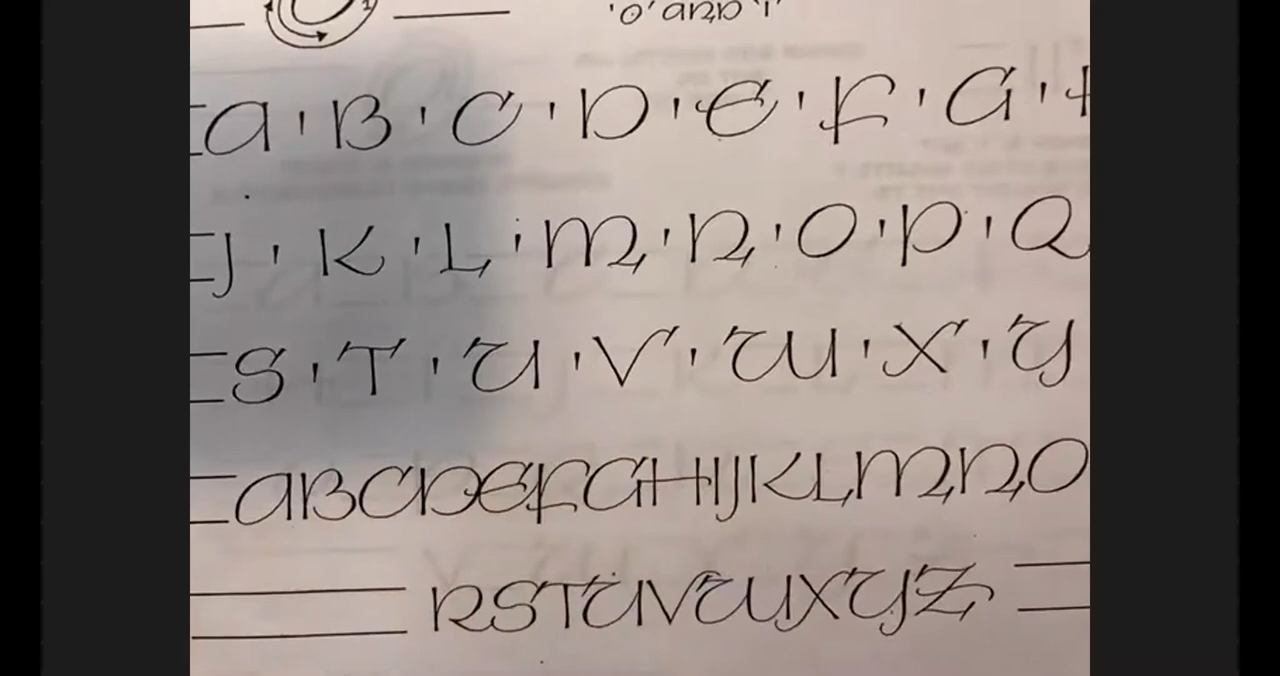 'O' AND 'I'
A ' B ' C ' D ' E ' F ' G ' H
J ' K ' L ' M ' N ' O ' P ' Q
S ' T ' U ' V ' W ' X ' Y
ABCDEFGHIJKLMNO
RSTUVWXYZ